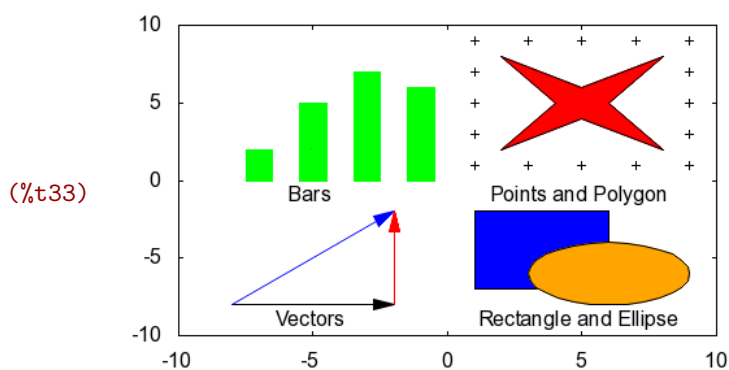 10
5
(%t33)
0
Bars
Points and Polygon
-5
Vectors
Rectangle and Ellipse
-10
-10
-5
0
5
10